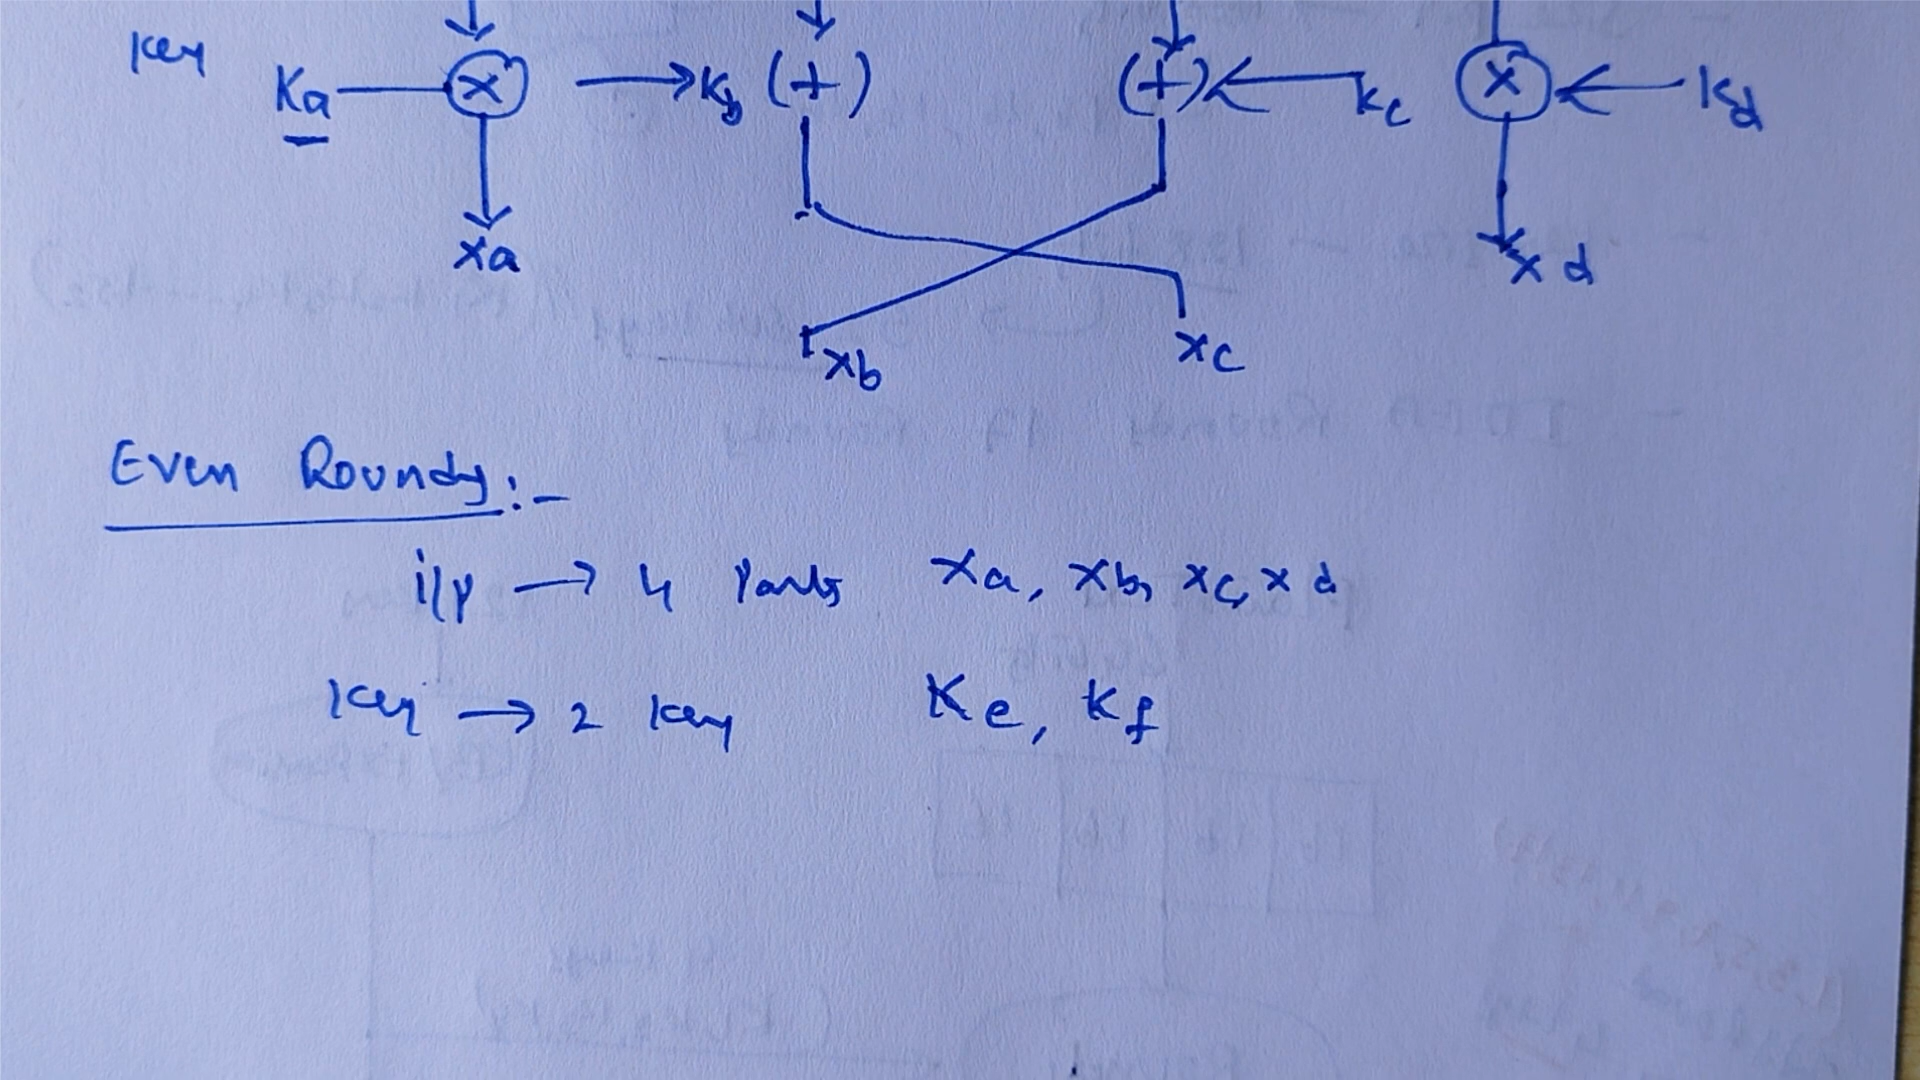 Key Ka (×) → Kb (+) (+) ← Kc (×) ← Kd
xa xd
xb xc
Even Rounds :-
i/p → 4 Parts Xa, Xb, Xc, Xd
Key → 2 Key Ke, Kf